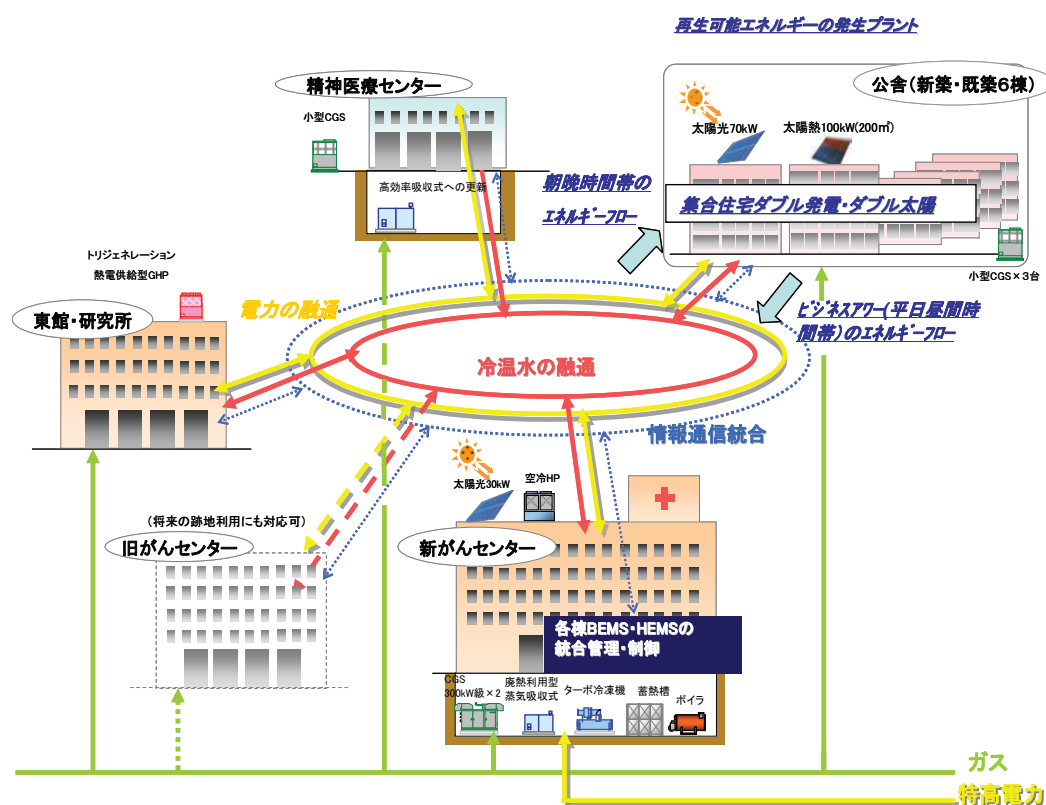 再生可能エネルギーの発生プラント
精神医療センター
公舎(新築・既築6棟)
小型CGS
太陽光70kW
太陽熱100kW(200㎡)
高効率吸収式への更新
朝晩時間帯の
エネルギーフロー
集合住宅ダブル発電・ダブル太陽
トリジェネレーション
熱電供給型GHP
小型CGS×3台
東館・研究所
電力の融通
ビジネスアワー(平日昼間時
間帯)のエネルギーフロー
冷温水の融通
情報通信統合
太陽光30kW
空冷HP
(将来の跡地利用にも対応可)
旧がんセンター
新がんセンター
各棟BEMS・HEMSの
統合管理・制御
CGS
300kW級×2
廃熱利用型
蒸気吸収式
ターボ冷凍機
蓄熱槽
ボイラ
ガス
特高電力